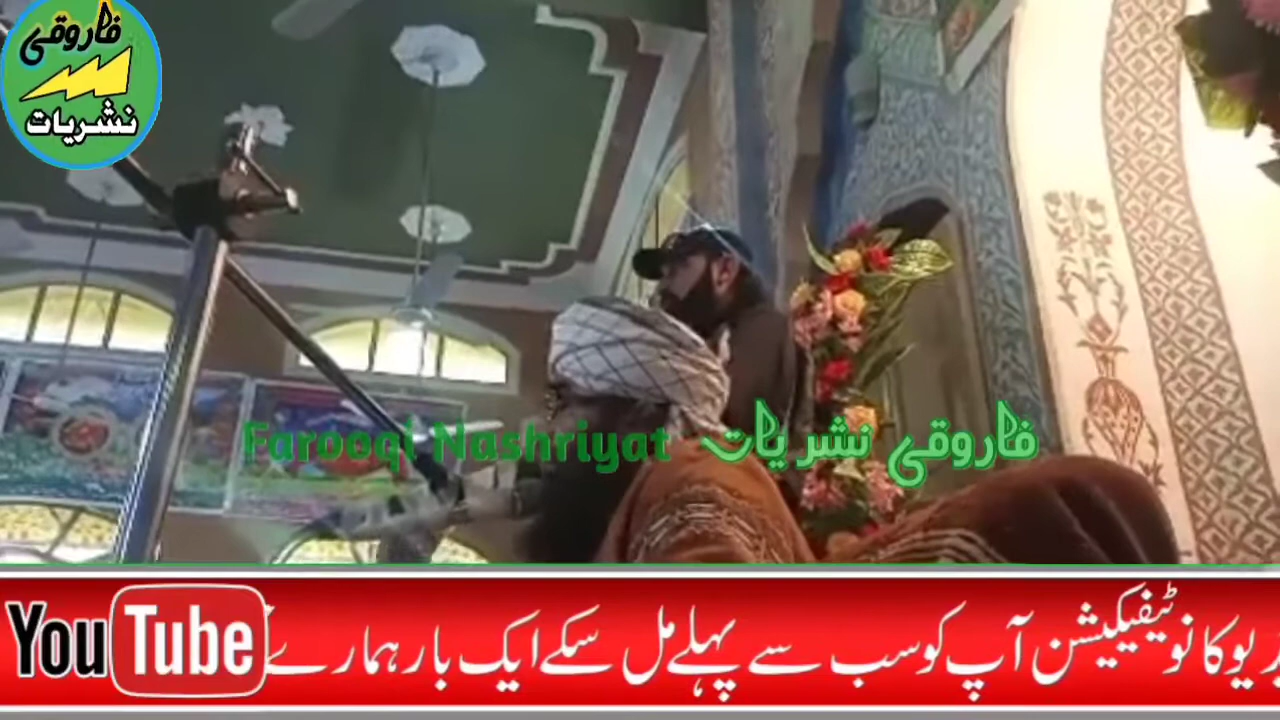 فاروقی
نشریات
Farooqi Nashriyat فاروقی نشریات
YouTube
کا نوٹیفیکیشن آپ کو سب سے پہلے مل سکے ایک بار ہمارے